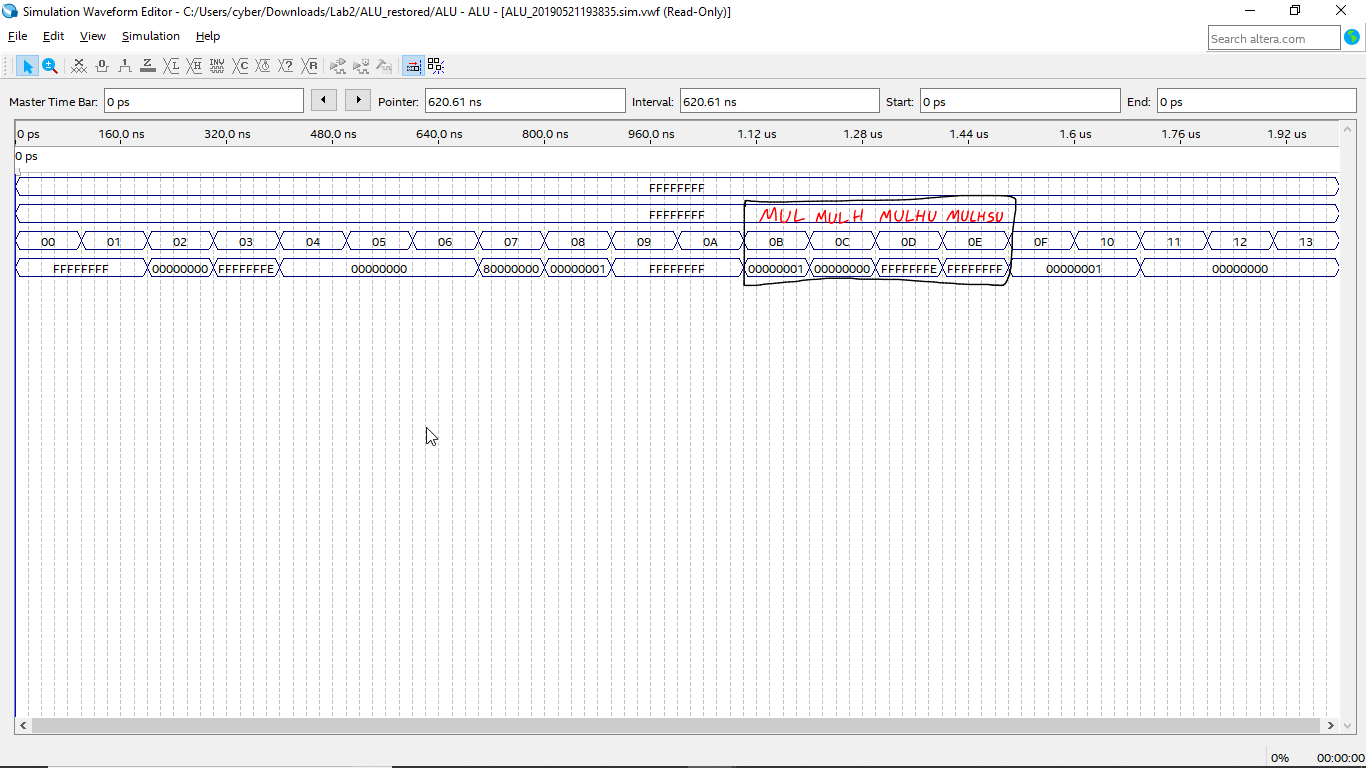 Simulation Waveform Editor - C:/Users/cyber/Downloads/Lab2/ALU_restored/ALU - ALU - [ALU_20190521193835.sim.vwf (Read-Only)]
File Edit View Simulation Help
Search altera.com
Master Time Bar: 0 ps Pointer: 620.61 ns Interval: 620.61 ns Start: 0 ps End: 0 ps
0 ps 160.0 ns 320.0 ns 480.0 ns 640.0 ns 800.0 ns 960.0 ns 1.12 us 1.28 us 1.44 us 1.6 us 1.76 us 1.92 us
0 ps
FFFFFFFF
FFFFFFFF MUL MULH MULHU MULHSU
00 01 02 03 04 05 06 07 08 09 0A 0B 0C 0D 0E 0F 10 11 12 13
FFFFFFFF 00000000 FFFFFFFE 00000000 80000000 00000001 FFFFFFFF 00000001 00000000 FFFFFFFE FFFFFFFF 00000001 00000000
0% 00:00:00